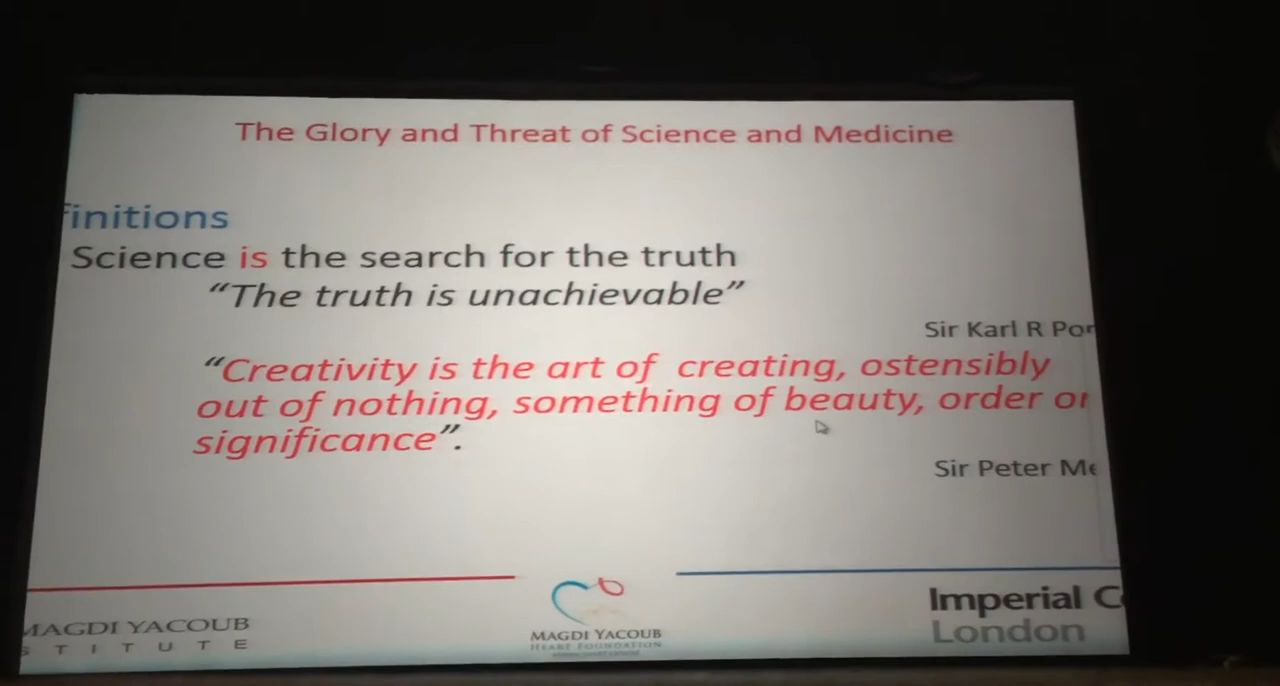 The Glory and Threat of Science and Medicine
finitions
Science is the search for the truth
"The truth is unachievable"
Sir Karl R Pop
"Creativity is the art of creating, ostensibly
out of nothing, something of beauty, order or
significance".
Sir Peter Me
MAGDI YACOUB
STITUTE
MAGDI YACOUB
HEART FOUNDATION
Imperial C
London